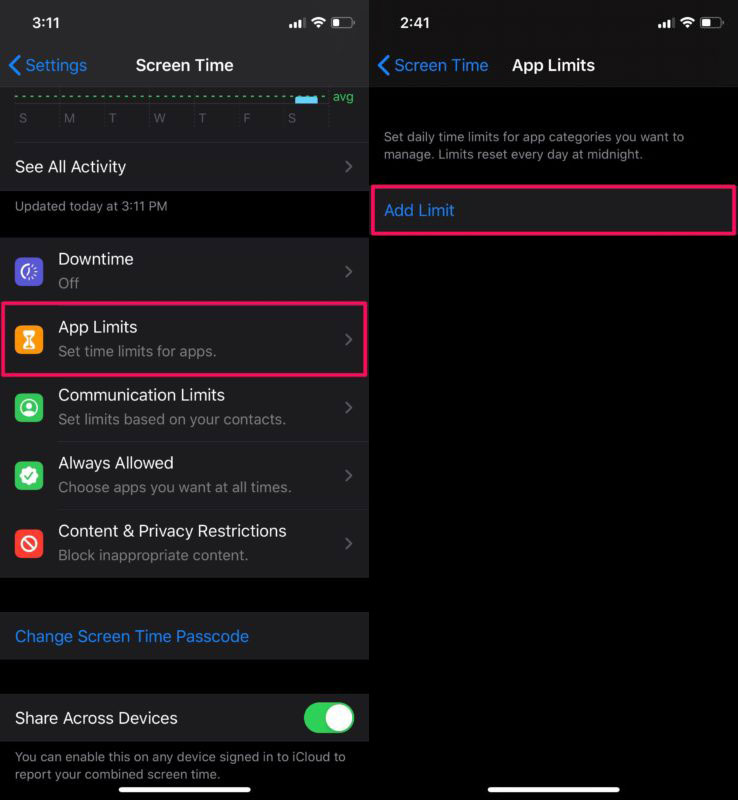 3:11
Settings
Screen Time
avg
S M T W T F S
See All Activity
Updated today at 3:11 PM
Downtime
Off
App Limits
Set time limits for apps.
Communication Limits
Set limits based on your contacts.
Always Allowed
Choose apps you want at all times.
Content & Privacy Restrictions
Block inappropriate content.
Change Screen Time Passcode
Share Across Devices
You can enable this on any device signed in to iCloud to
report your combined screen time.
2:41
Screen Time
App Limits
Set daily time limits for app categories you want to
manage. Limits reset every day at midnight.
Add Limit